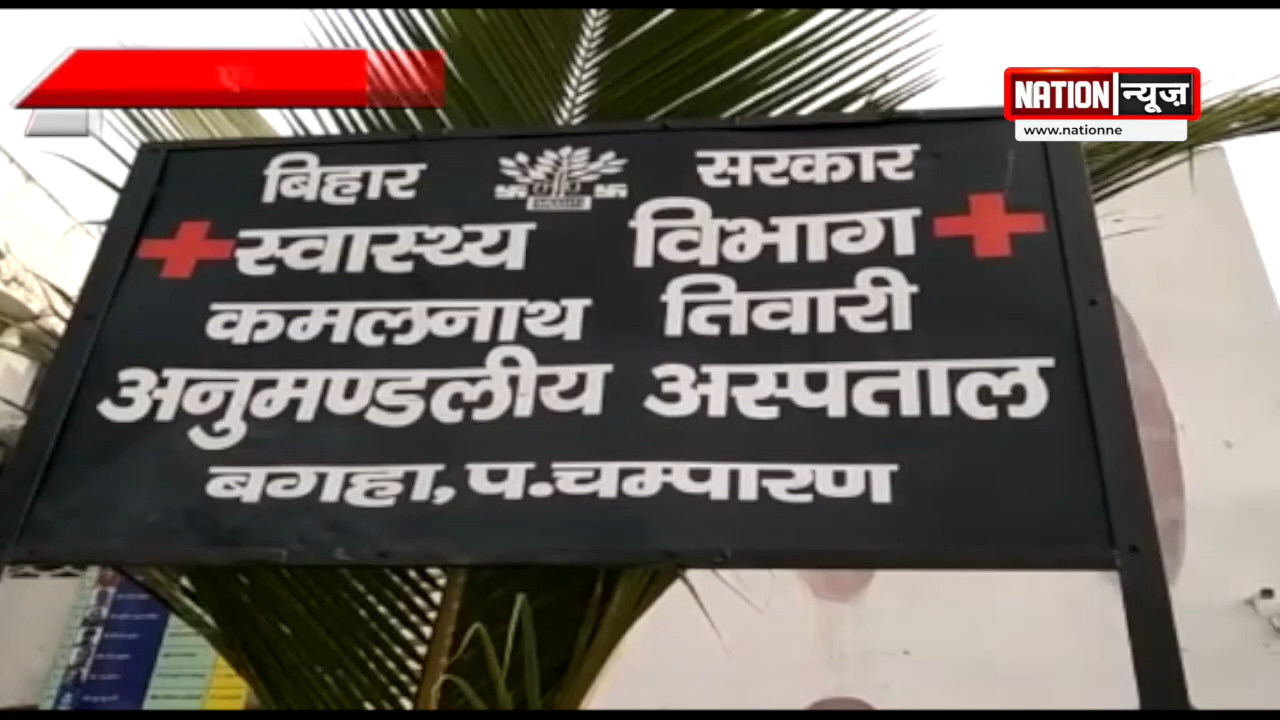 NATION न्यूज़
www.nationne
बिहार सरकार
स्वास्थ्य विभाग
कमलनाथ तिवारी
अनुमण्डलीय अस्पताल
बगहा, प.चम्पारण